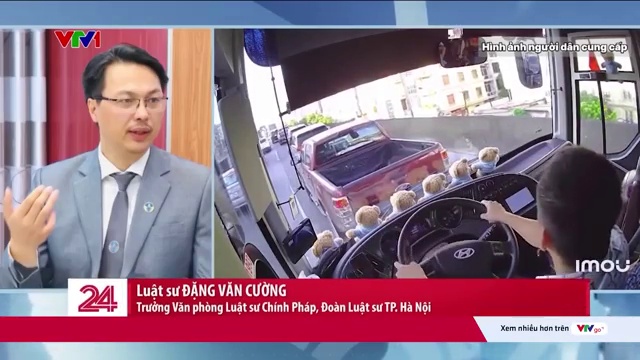 VTV1
Hình ảnh người dân cung cấp
imou
24
Luật sư ĐẶNG VĂN CƯỜNG
Trưởng Văn phòng Luật sư Chính Pháp, Đoàn Luật sư TP. Hà Nội
Xem nhiều hơn trên
VTVgo